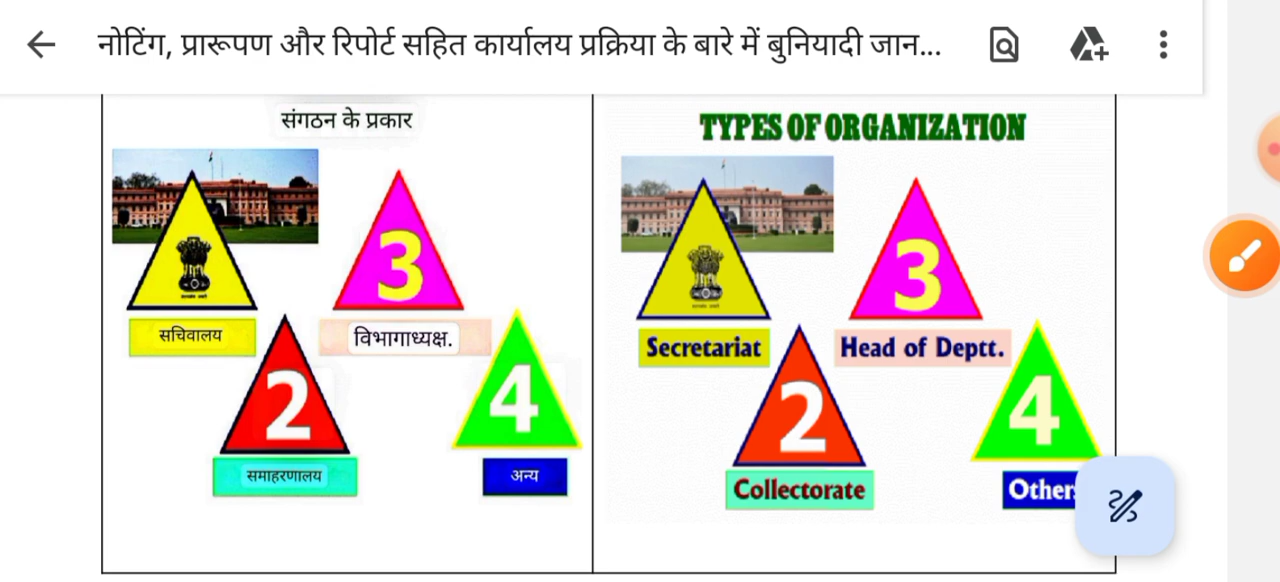 नोटिंग, प्रारूपण और रिपोर्ट सहित कार्यालय प्रक्रिया के बारे में बुनियादी जान...
संगठन के प्रकार
3
सचिवालय
विभागाध्यक्ष.
2
4
समाहरणालय
अन्य
TYPES OF ORGANIZATION
3
Secretariat
Head of Deptt.
2
4
Collectorate
Other